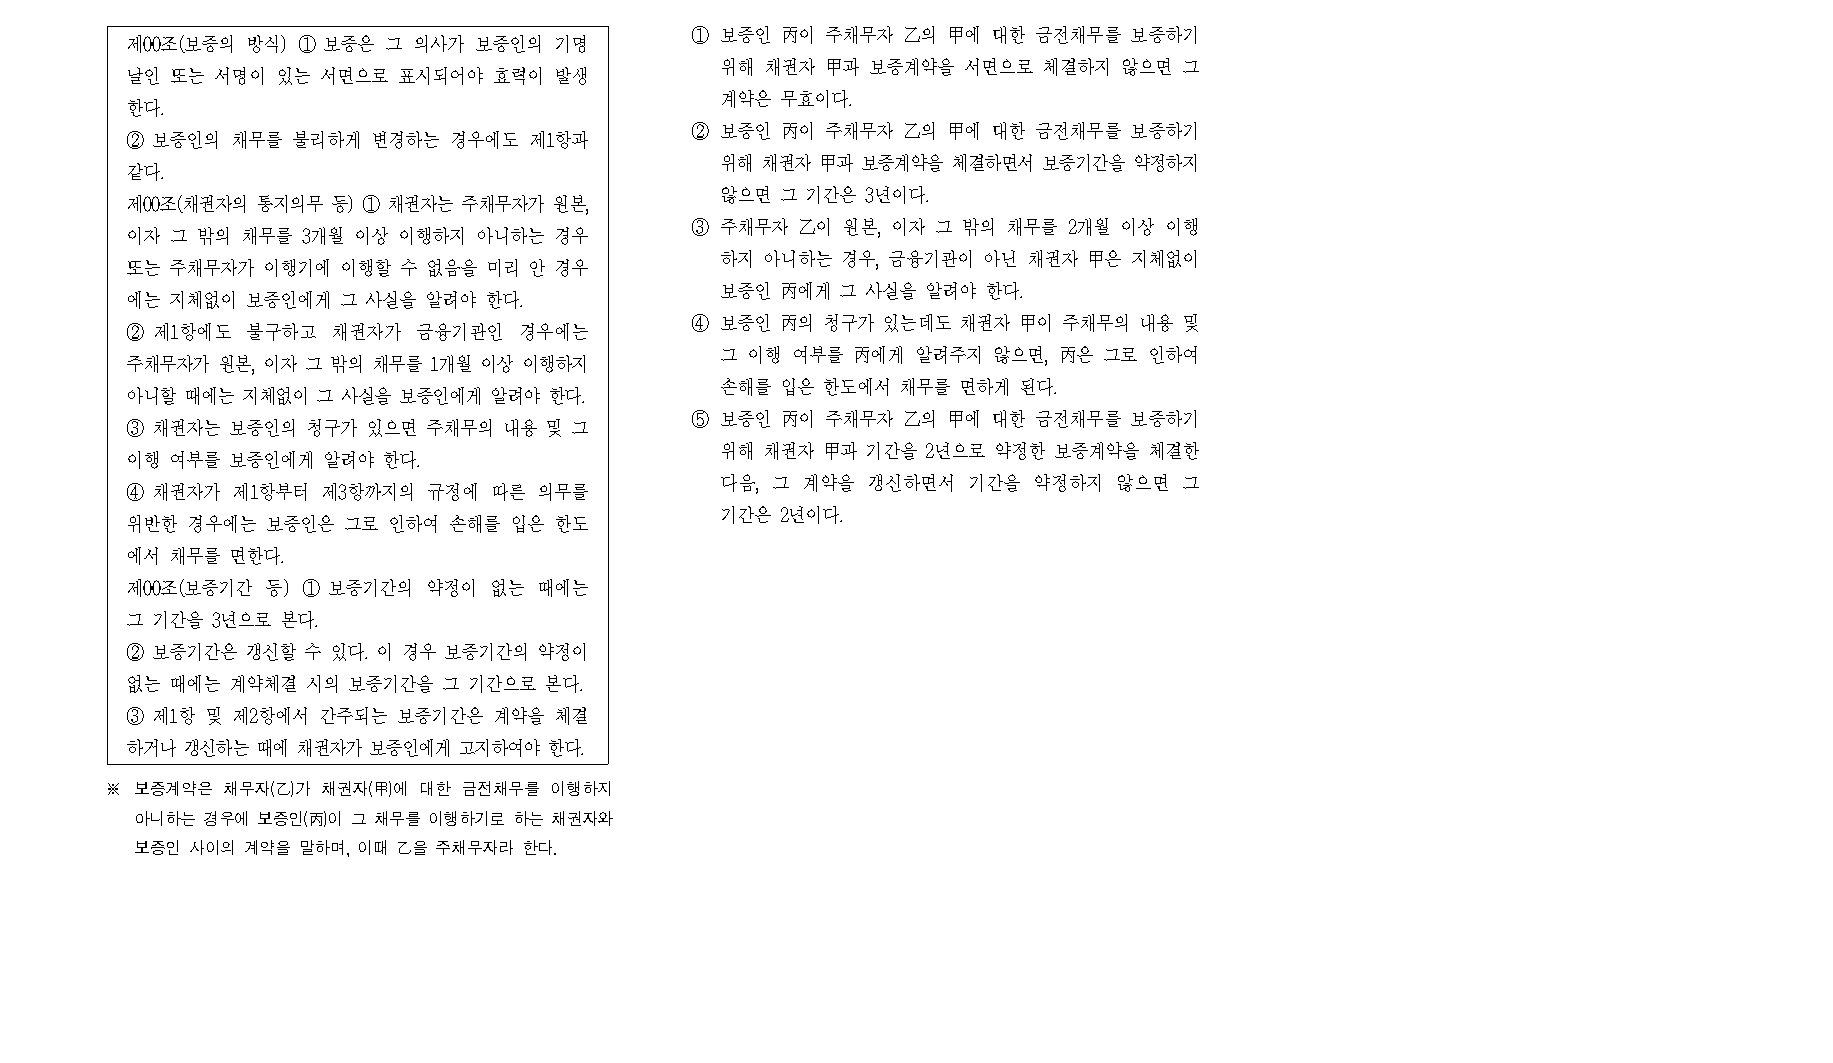 제00조(보증의 방식) ① 보증은 그 의사가 보증인의 기명
날인 또는 서명이 있는 서면으로 표시되어야 효력이 발생
한다.
② 보증인의 채무를 불리하게 변경하는 경우에도 제1항과
같다.
제00조(채권자의 통지의무 등) ① 채권자는 주채무자가 원본,
이자 그 밖의 채무를 3개월 이상 이행하지 아니하는 경우
또는 주채무자가 이행기에 이행할 수 없음을 미리 안 경우
에는 지체없이 보증인에게 그 사실을 알려야 한다.
② 제1항에도 불구하고 채권자가 금융기관인 경우에는
주채무자가 원본, 이자 그 밖의 채무를 1개월 이상 이행하지
아니할 때에는 지체없이 그 사실을 보증인에게 알려야 한다.
③ 채권자는 보증인의 청구가 있으면 주채무의 내용 및 그
이행 여부를 보증인에게 알려야 한다.
④ 채권자가 제1항부터 제3항까지의 규정에 따른 의무를
위반한 경우에는 보증인은 그로 인하여 손해를 입은 한도
에서 채무를 면한다.
제00조(보증기간 등) ① 보증기간의 약정이 없는 때에는
그 기간을 3년으로 본다.
② 보증기간은 갱신할 수 있다. 이 경우 보증기간의 약정이
없는 때에는 계약체결 시의 보증기간을 그 기간으로 본다.
③ 제1항 및 제2항에서 간주되는 보증기간은 계약을 체결
하거나 갱신하는 때에 채권자가 보증인에게 고지하여야 한다.
※ 보증계약은 채무자(乙)가 채권자(甲)에 대한 금전채무를 이행하지
아니하는 경우에 보증인(丙)이 그 채무를 이행하기로 하는 채권자와
보증인 사이의 계약을 말하며, 이때 乙을 주채무자라 한다.
① 보증인 丙이 주채무자 乙의 甲에 대한 금전채무를 보증하기
위해 채권자 甲과 보증계약을 서면으로 체결하지 않으면 그
계약은 무효이다.
② 보증인 丙이 주채무자 乙의 甲에 대한 금전채무를 보증하기
위해 채권자 甲과 보증계약을 체결하면서 보증기간을 약정하지
않으면 그 기간은 3년이다.
③ 주채무자 乙이 원본, 이자 그 밖의 채무를 2개월 이상 이행
하지 아니하는 경우, 금융기관이 아닌 채권자 甲은 지체없이
보증인 丙에게 그 사실을 알려야 한다.
④ 보증인 丙의 청구가 있는데도 채권자 甲이 주채무의 내용 및
그 이행 여부를 丙에게 알려주지 않으면, 丙은 그로 인하여
손해를 입은 한도에서 채무를 면하게 된다.
⑤ 보증인 丙이 주채무자 乙의 甲에 대한 금전채무를 보증하기
위해 채권자 甲과 기간을 2년으로 약정한 보증계약을 체결한
다음, 그 계약을 갱신하면서 기간을 약정하지 않으면 그
기간은 2년이다.